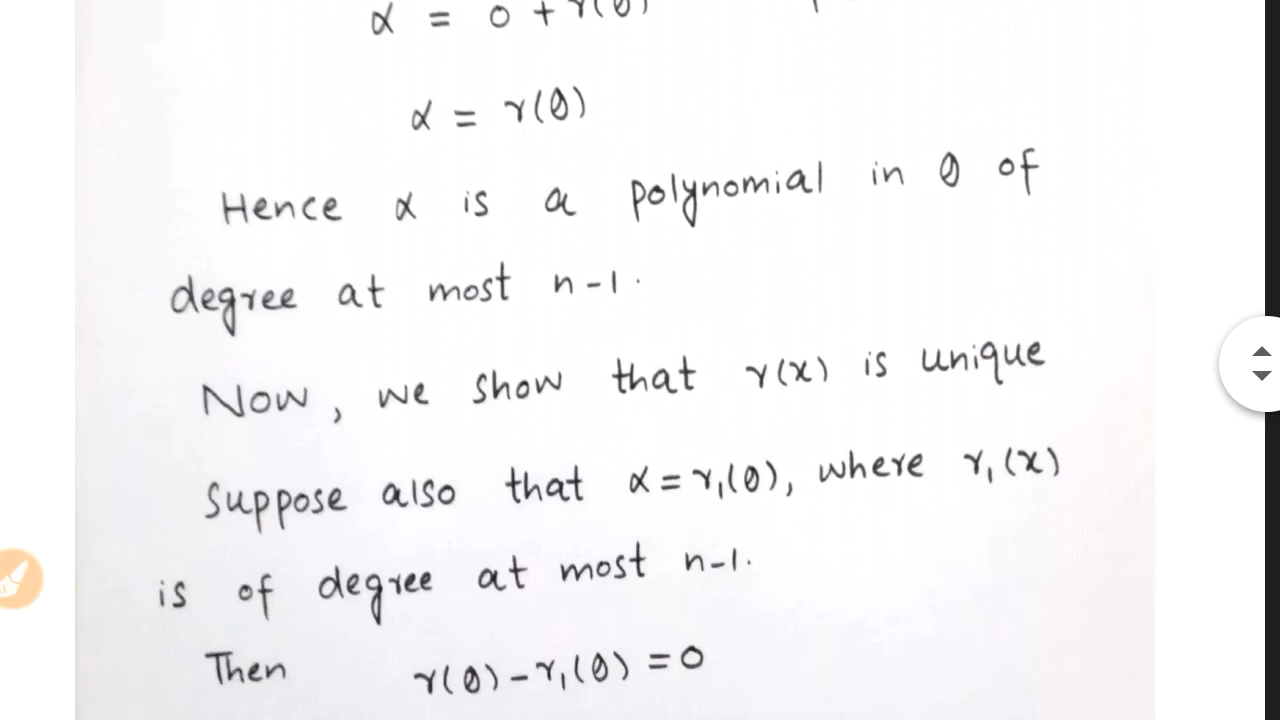 α = 0 + r(θ)
α = r(θ)
Hence α is a polynomial in θ of
degree at most n-1.
Now, we show that r(x) is unique
Suppose also that α = r₁(θ), where r₁(x)
is of degree at most n-1.
Then r(θ) - r₁(θ) = 0